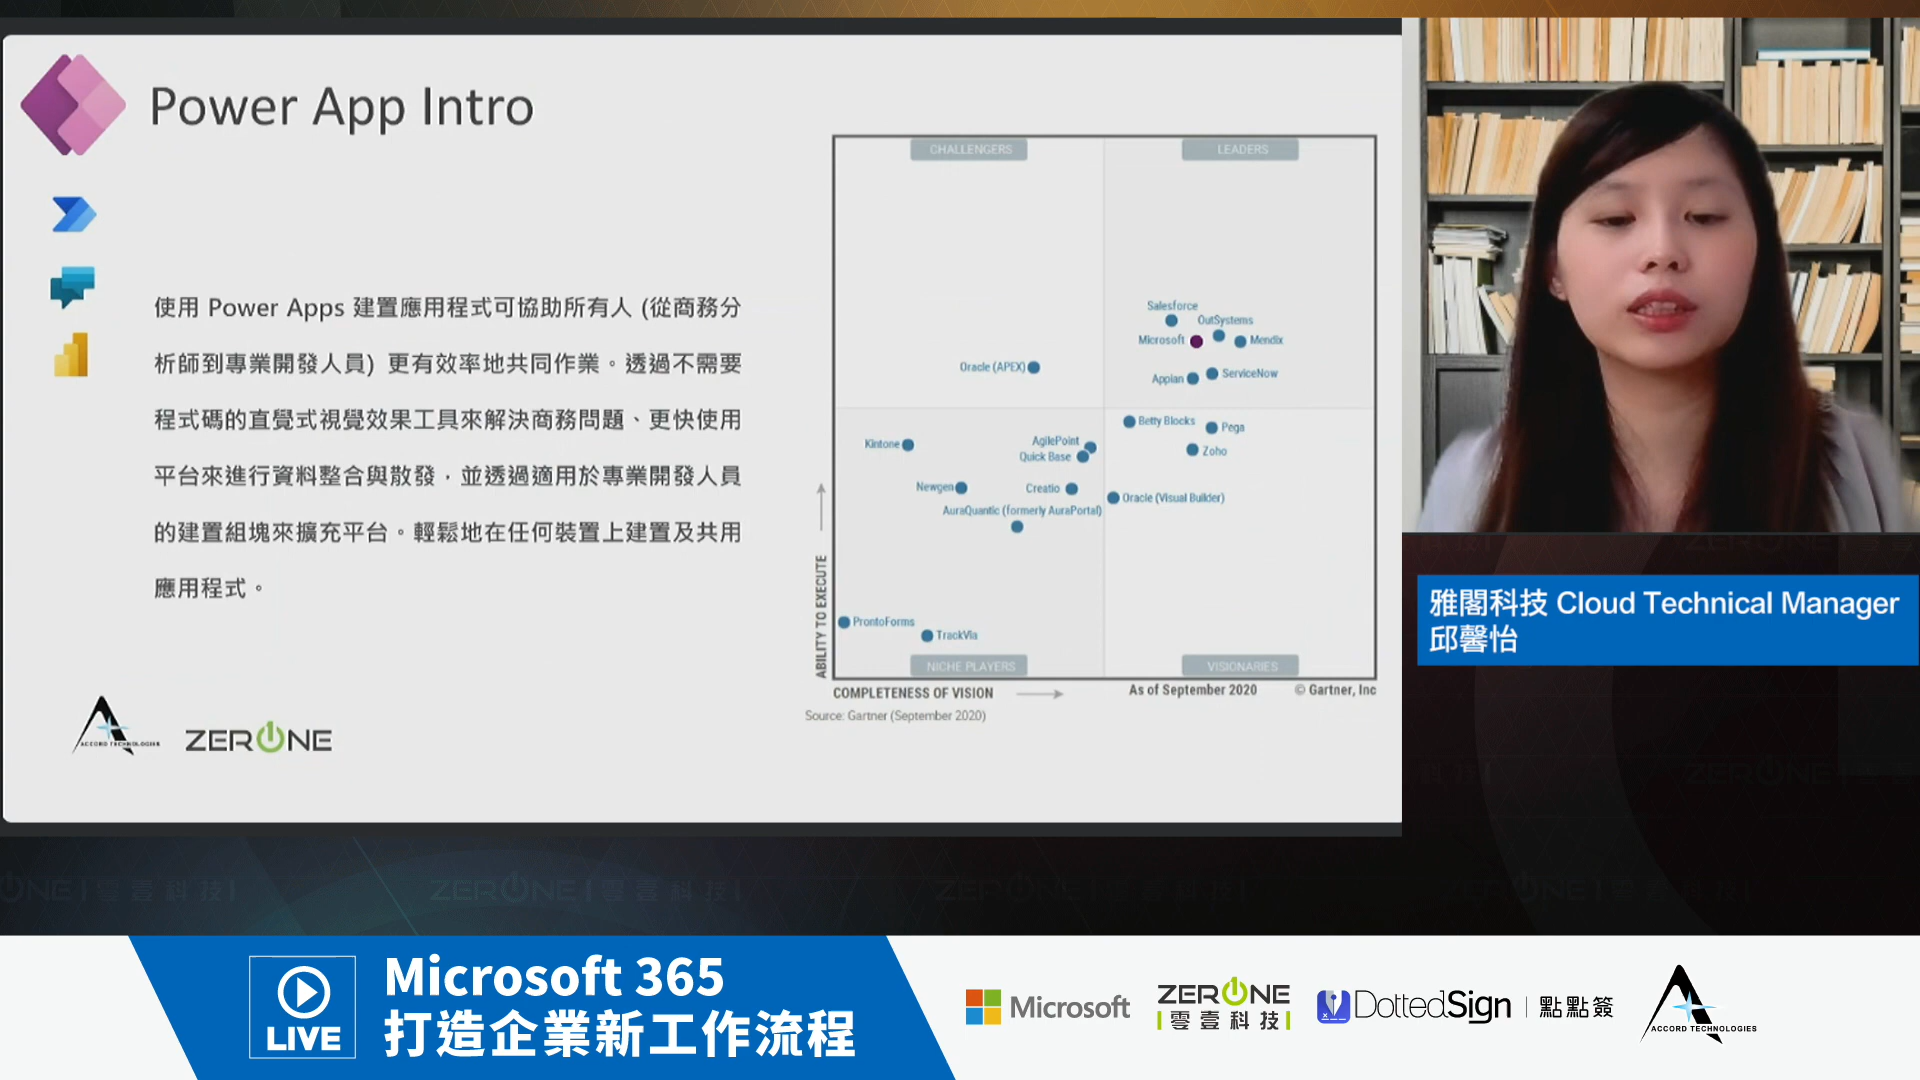 Power App Intro
使用 Power Apps 建置應用程式可協助所有人 (從商務分
析師到專業開發人員) 更有效率地共同作業。透過不需要
程式碼的直覺式視覺效果工具來解決商務問題、更快使用
平台來進行資料整合與散發，並透過適用於專業開發人員
的建置組塊來擴充平台。輕鬆地在任何裝置上建置及共用
應用程式。
CHALLENGERS
LEADERS
Salesforce
OutSystems
Microsoft
Mendix
Oracle (APEX)
Appian
ServiceNow
Betty Blocks
Pega
Kintone
AgilePoint
Quick Base
Zoho
Newgen
Creatio
Oracle (Visual Builder)
AuraQuantic (formerly AuraPortal)
ProntoForms
TrackVia
NICHE PLAYERS
VISIONARIES
ABILITY TO EXECUTE
COMPLETENESS OF VISION
As of September 2020
© Gartner, Inc
Source: Gartner (September 2020)
ACCORD TECHNOLOGIES
ZERONE
雅閣科技 Cloud Technical Manager
邱馨怡
ZERONE 零壹科技
LIVE
Microsoft 365
打造企業新工作流程
Microsoft
ZERONE
零壹科技
DottedSign 點點簽
ACCORD TECHNOLOGIES